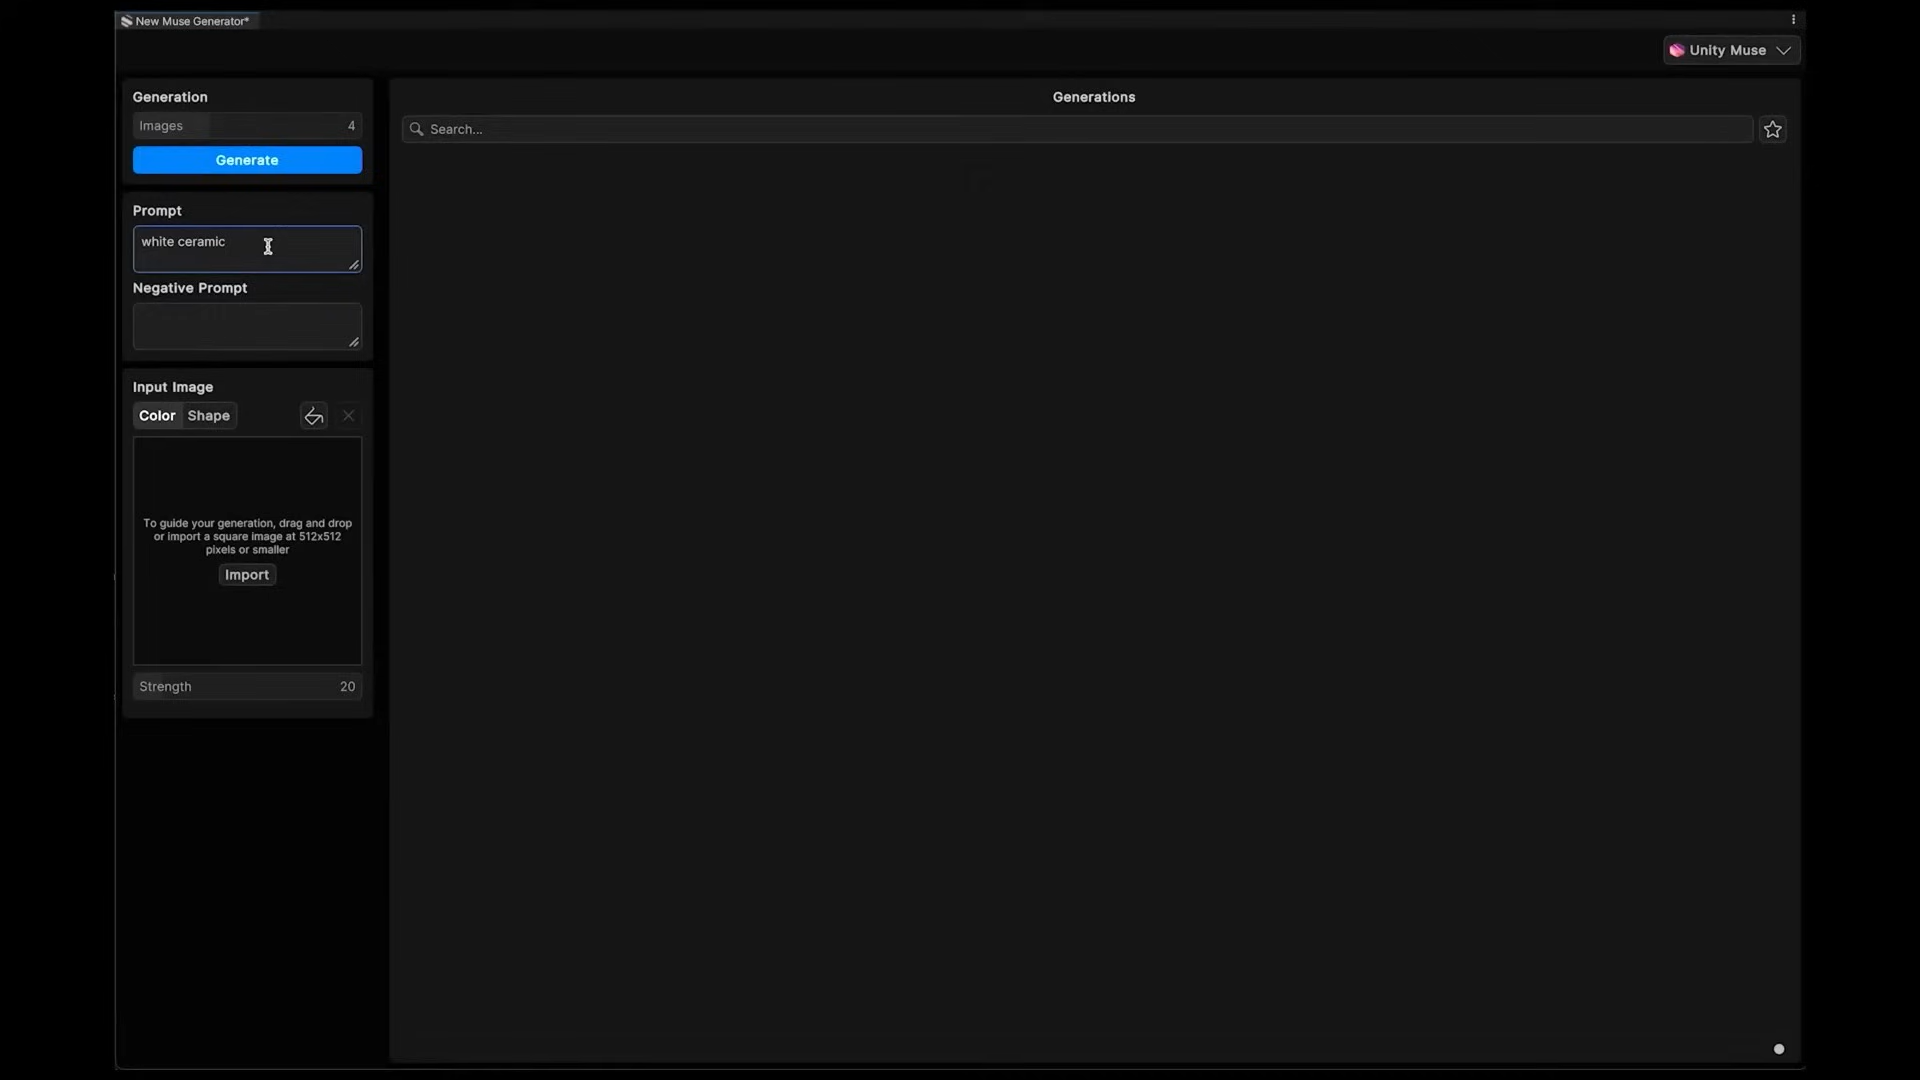 New Muse Generator*
Unity Muse
Generation
Images 4
Generate
Prompt
white ceramic
Negative Prompt
Input Image
Color Shape
To guide your generation, drag and drop
or import a square image at 512x512
pixels or smaller
Import
Strength 20
Generations
Search...